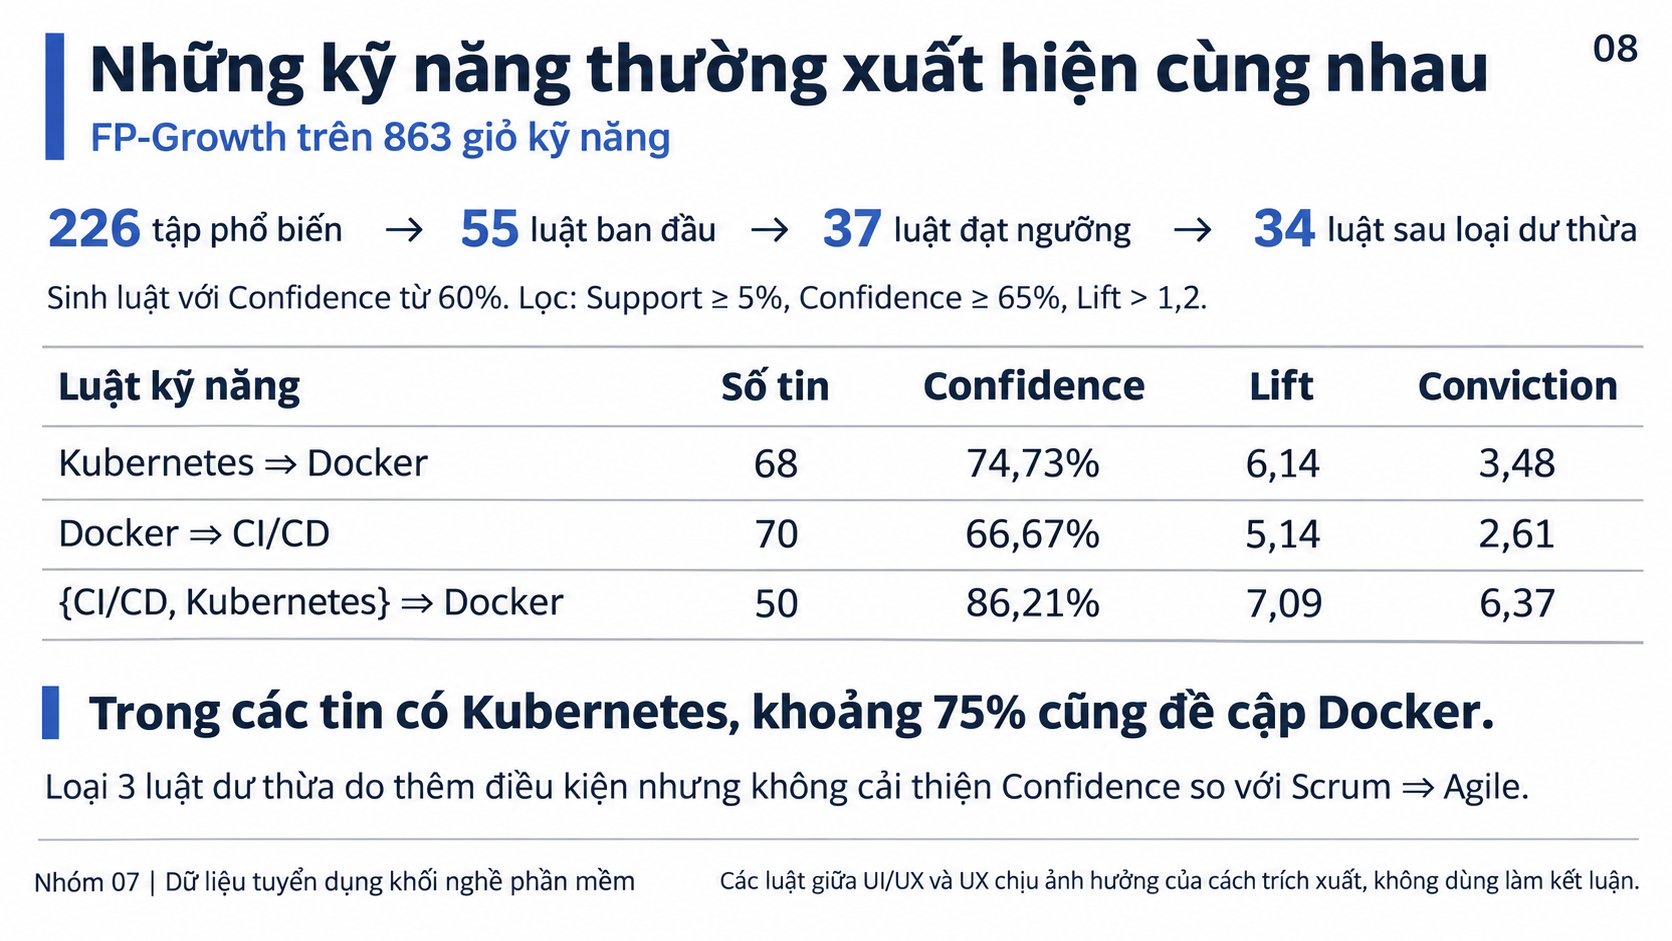 Những kỹ năng thường xuất hiện cùng nhau
08
FP-Growth trên 863 giỏ kỹ năng
226 tập phổ biến → 55 luật ban đầu → 37 luật đạt ngưỡng → 34 luật sau loại dư thừa
Sinh luật với Confidence từ 60%. Lọc: Support ≥ 5%, Confidence ≥ 65%, Lift > 1,2.
Luật kỹ năng Số tin Confidence Lift Conviction
Kubernetes ⇒ Docker 68 74,73% 6,14 3,48
Docker ⇒ CI/CD 70 66,67% 5,14 2,61
{CI/CD, Kubernetes} ⇒ Docker 50 86,21% 7,09 6,37
Trong các tin có Kubernetes, khoảng 75% cũng đề cập Docker.
Loại 3 luật dư thừa do thêm điều kiện nhưng không cải thiện Confidence so với Scrum ⇒ Agile.
Nhóm 07 | Dữ liệu tuyển dụng khối nghề phần mềm
Các luật giữa UI/UX và UX chịu ảnh hưởng của cách trích xuất, không dùng làm kết luận.